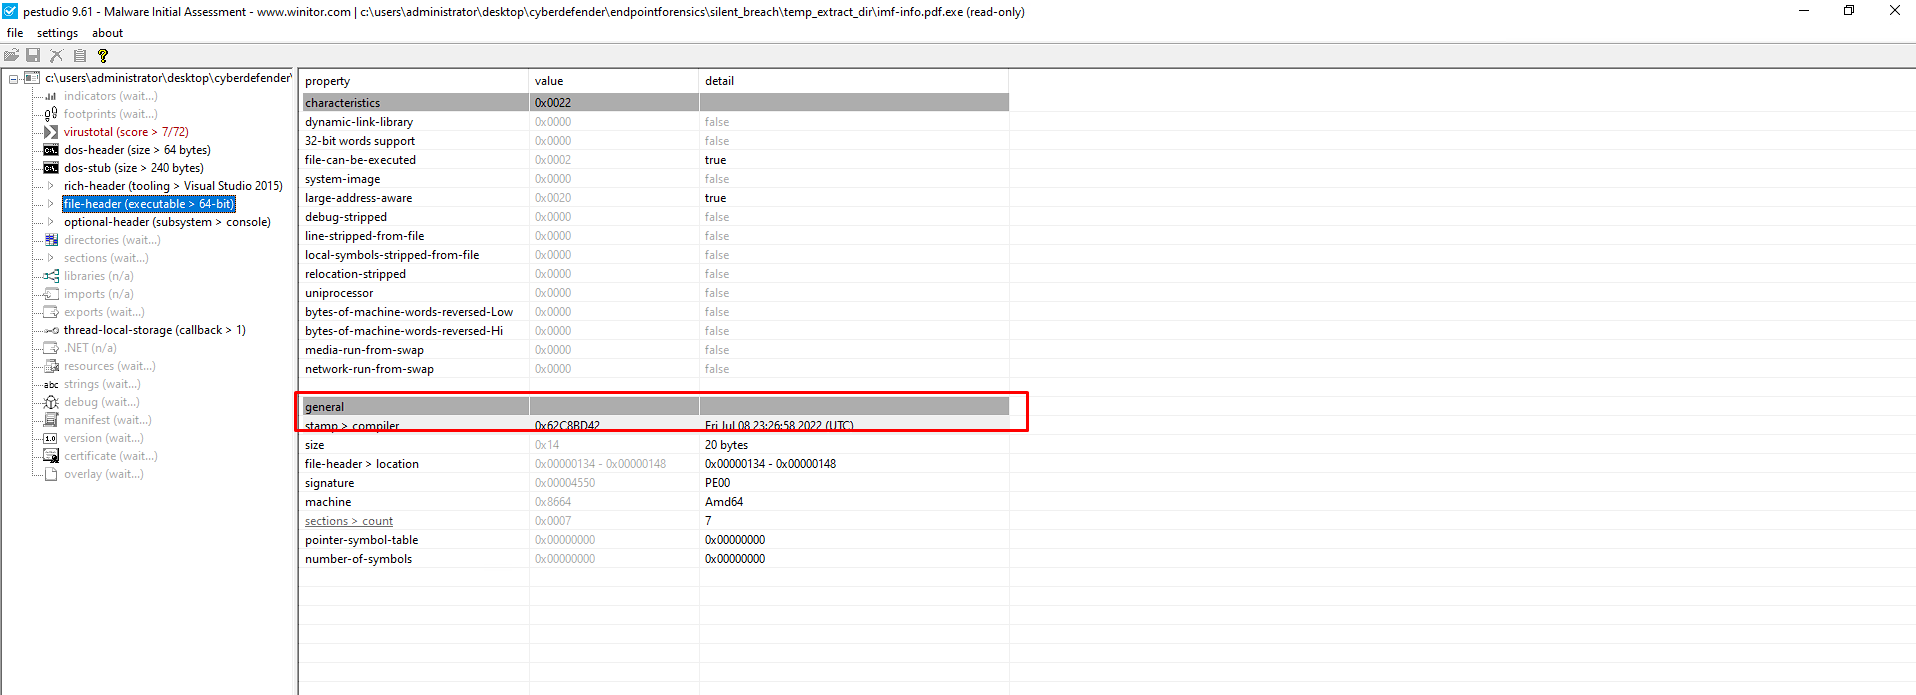 pestudio 9.61 - Malware Initial Assessment - www.winitor.com | c:\users\administrator\desktop\cyberdefender\endpointforensics\silent_breach\temp_extract_dir\imf-info.pdf.exe (read-only)
file settings about
c:\users\administrator\desktop\cyberdefender\
indicators (wait...)
footprints (wait...)
virustotal (score > 7/72)
dos-header (size > 64 bytes)
dos-stub (size > 240 bytes)
rich-header (tooling > Visual Studio 2015)
file-header (executable > 64-bit)
optional-header (subsystem > console)
directories (wait...)
sections (wait...)
libraries (n/a)
imports (n/a)
exports (wait...)
thread-local-storage (callback > 1)
.NET (n/a)
resources (wait...)
abc strings (wait...)
debug (wait...)
manifest (wait...)
1.0 version (wait...)
certificate (wait...)
overlay (wait...)
property value detail
characteristics 0x0022
dynamic-link-library 0x0000 false
32-bit words support 0x0000 false
file-can-be-executed 0x0002 true
system-image 0x0000 false
large-address-aware 0x0020 true
debug-stripped 0x0000 false
line-stripped-from-file 0x0000 false
local-symbols-stripped-from-file 0x0000 false
relocation-stripped 0x0000 false
uniprocessor 0x0000 false
bytes-of-machine-words-reversed-Low 0x0000 false
bytes-of-machine-words-reversed-Hi 0x0000 false
media-run-from-swap 0x0000 false
network-run-from-swap 0x0000 false
general
stamp > compiler 0x62C8BD42 Fri Jul 08 23:26:58 2022 (UTC)
size 0x14 20 bytes
file-header > location 0x00000134 - 0x00000148 0x00000134 - 0x00000148
signature 0x00004550 PE00
machine 0x8664 Amd64
sections > count 0x0007 7
pointer-symbol-table 0x00000000 0x00000000
number-of-symbols 0x00000000 0x00000000